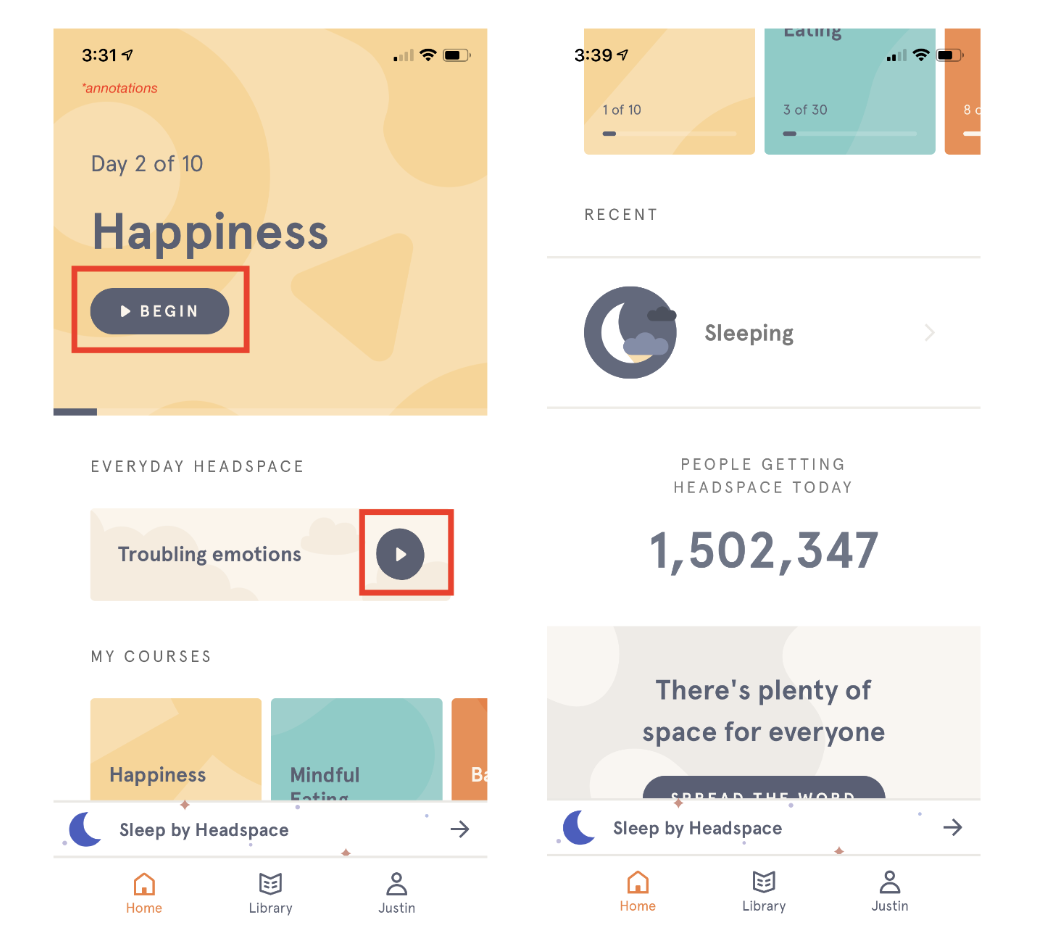 3:31
*annotations
Day 2 of 10
Happiness
BEGIN
EVERYDAY HEADSPACE
Troubling emotions
MY COURSES
Happiness
Mindful
Eating
Ba
Sleep by Headspace
Home
Library
Justin
Eating
3:39
1 of 10
3 of 30
8 o
RECENT
Sleeping
PEOPLE GETTING
HEADSPACE TODAY
1,502,347
There's plenty of
space for everyone
SPREAD THE WORD
Sleep by Headspace
Home
Library
Justin